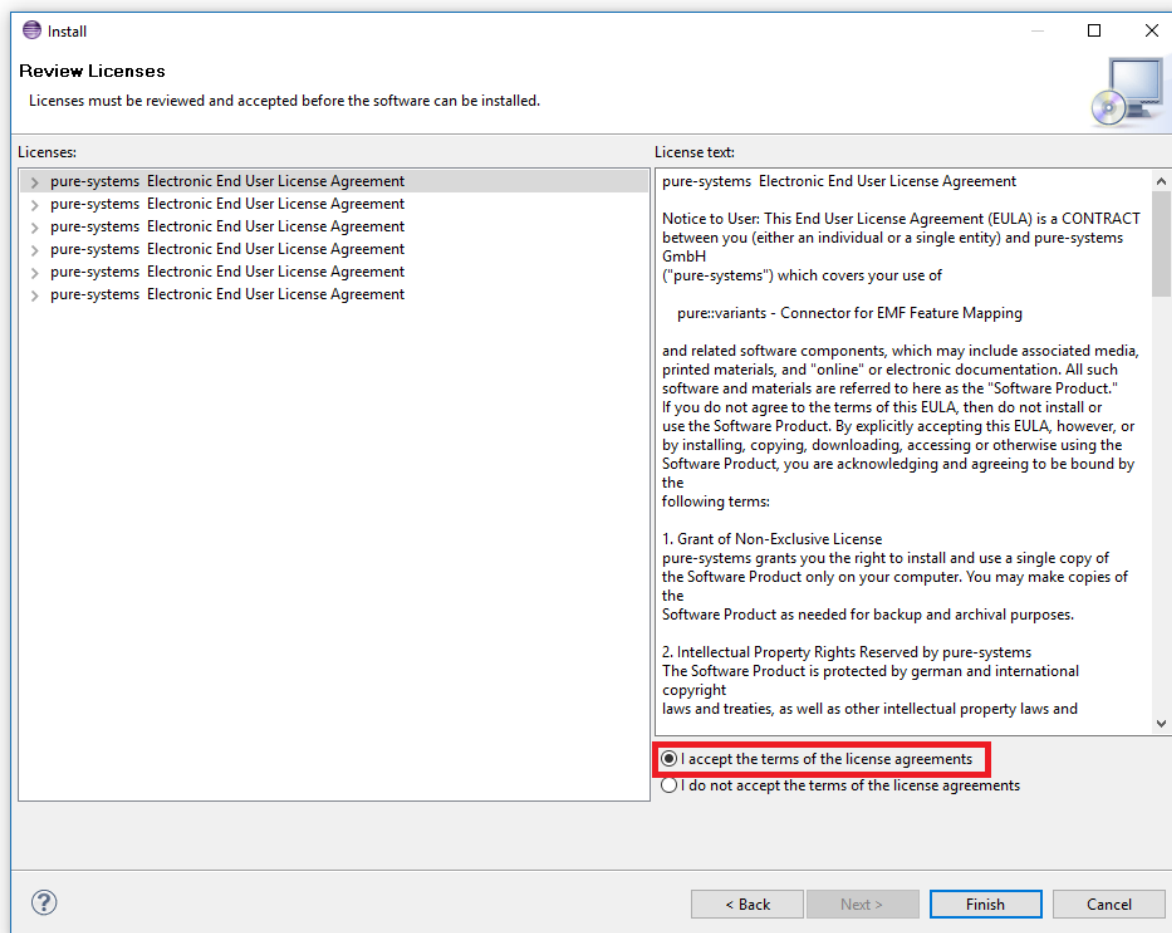 Install
Review Licenses
Licenses must be reviewed and accepted before the software can be installed.
Licenses:
pure-systems  Electronic End User License Agreement
pure-systems  Electronic End User License Agreement
pure-systems  Electronic End User License Agreement
pure-systems  Electronic End User License Agreement
pure-systems  Electronic End User License Agreement
pure-systems  Electronic End User License Agreement
License text:
pure-systems  Electronic End User License Agreement
Notice to User: This End User License Agreement (EULA) is a CONTRACT
between you (either an individual or a single entity) and pure-systems
GmbH
("pure-systems") which covers your use of
pure::variants - Connector for EMF Feature Mapping
and related software components, which may include associated media,
printed materials, and "online" or electronic documentation. All such
software and materials are referred to here as the "Software Product."
If you do not agree to the terms of this EULA, then do not install or
use the Software Product. By explicitly accepting this EULA, however, or
by installing, copying, downloading, accessing or otherwise using the
Software Product, you are acknowledging and agreeing to be bound by
the
following terms:
1. Grant of Non-Exclusive License
pure-systems grants you the right to install and use a single copy of
the Software Product only on your computer. You may make copies of
the
Software Product as needed for backup and archival purposes.
2. Intellectual Property Rights Reserved by pure-systems
The Software Product is protected by german and international
copyright
laws and treaties, as well as other intellectual property laws and
I accept the terms of the license agreements
I do not accept the terms of the license agreements
?
< Back
Next >
Finish
Cancel